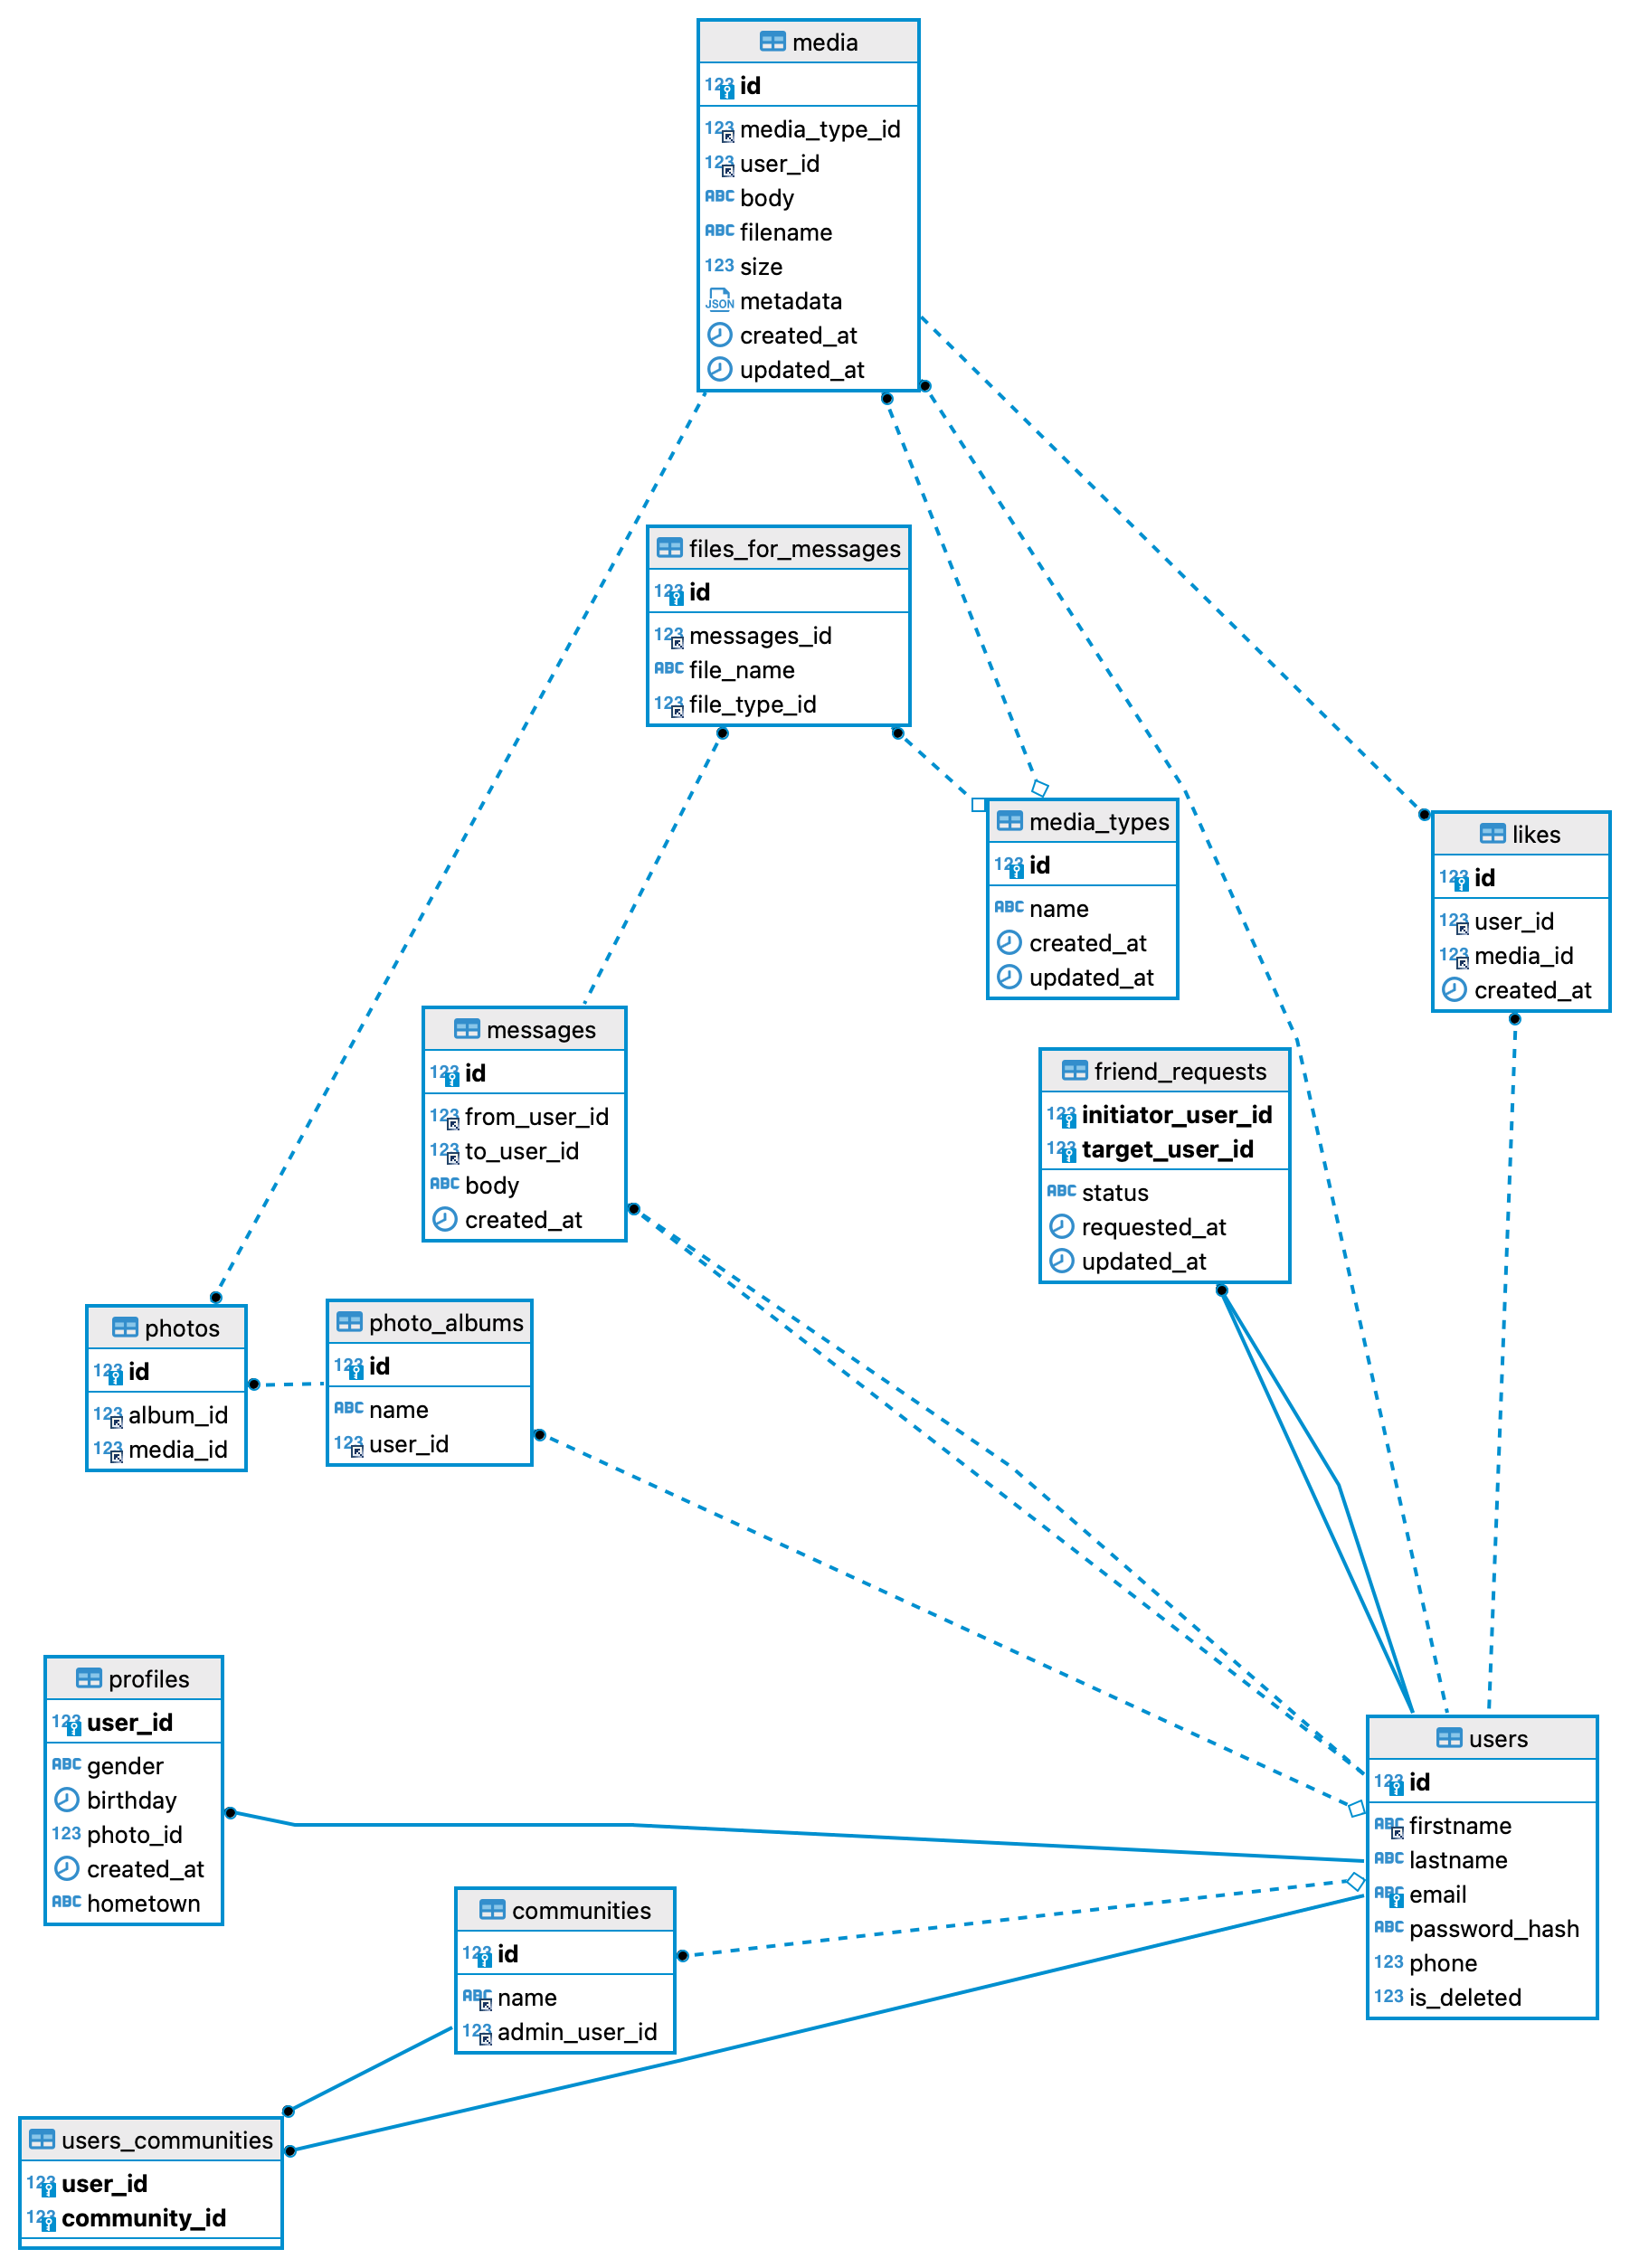 media
123 id
123 media_type_id
123 user_id
ABC body
ABC filename
123 size
JSON metadata
created_at
updated_at
files_for_messages
123 id
123 messages_id
ABC file_name
123 file_type_id
media_types
123 id
ABC name
created_at
updated_at
likes
123 id
123 user_id
123 media_id
created_at
messages
123 id
123 from_user_id
123 to_user_id
ABC body
created_at
friend_requests
123 initiator_user_id
123 target_user_id
ABC status
requested_at
updated_at
photos
123 id
123 album_id
123 media_id
photo_albums
123 id
ABC name
123 user_id
profiles
123 user_id
ABC gender
birthday
123 photo_id
created_at
ABC hometown
users
123 id
ABC firstname
ABC lastname
ABC email
ABC password_hash
123 phone
123 is_deleted
communities
123 id
ABC name
123 admin_user_id
users_communities
123 user_id
123 community_id